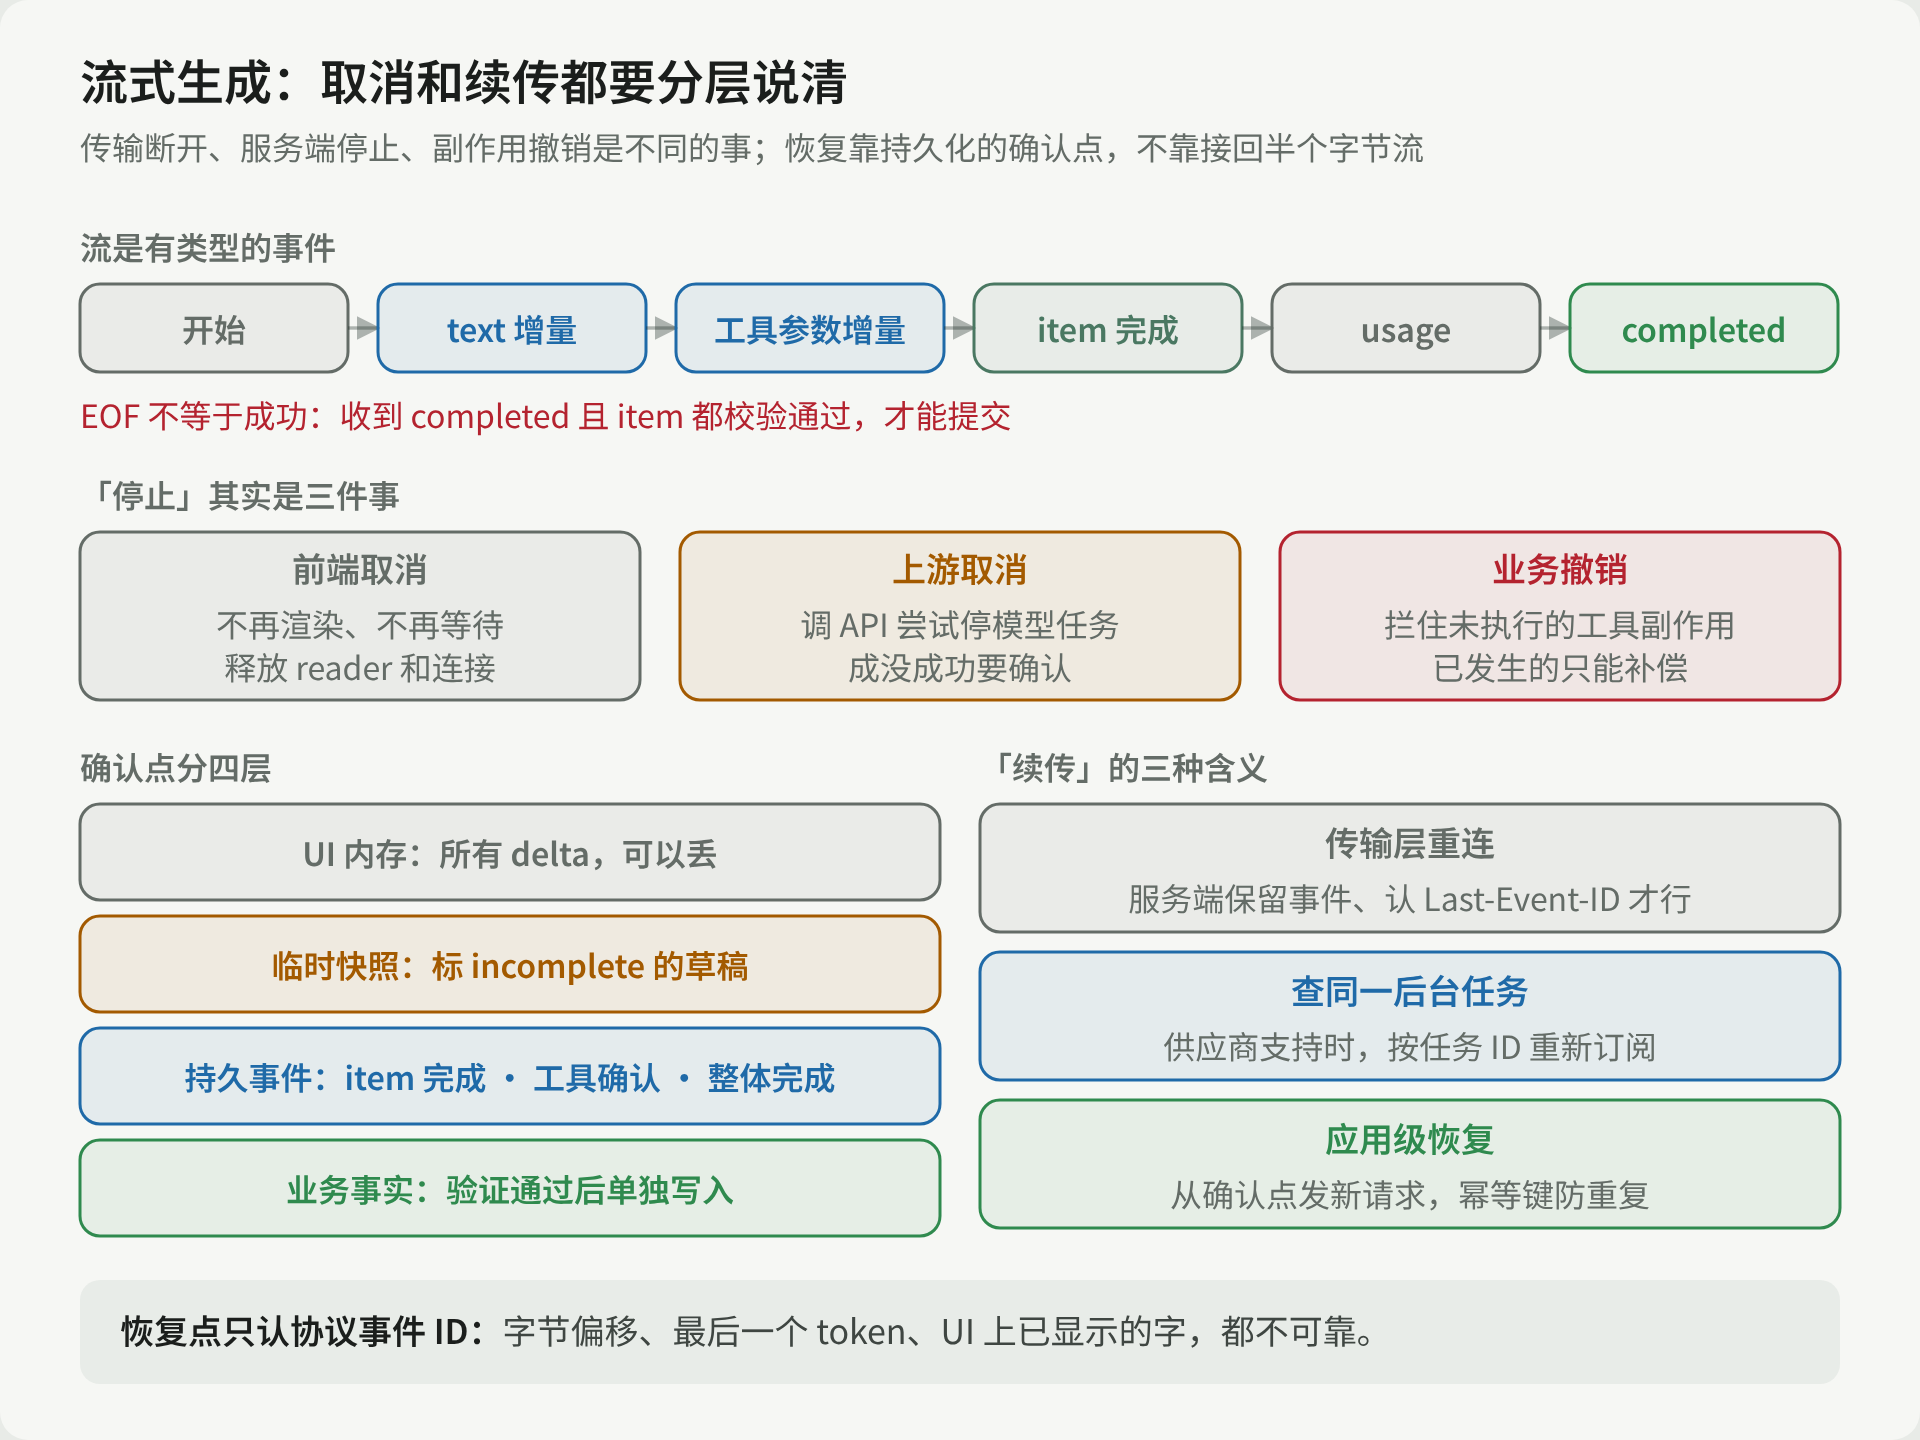 流式生成：取消和续传都要分层说清
传输断开、服务端停止、副作用撤销是不同的事；恢复靠持久化的确认点，不靠接回半个字节流
流是有类型的事件
开始
text 增量
工具参数增量
item 完成
usage
completed
EOF 不等于成功：收到 completed 且 item 都校验通过，才能提交
「停止」其实是三件事
前端取消
不再渲染、不再等待
释放 reader 和连接
上游取消
调 API 尝试停模型任务
成没成功要确认
业务撤销
拦住未执行的工具副作用
已发生的只能补偿
确认点分四层
UI 内存：所有 delta，可以丢
临时快照：标 incomplete 的草稿
持久事件：item 完成 · 工具确认 · 整体完成
业务事实：验证通过后单独写入
「续传」的三种含义
传输层重连
服务端保留事件、认 Last-Event-ID 才行
查同一后台任务
供应商支持时，按任务 ID 重新订阅
应用级恢复
从确认点发新请求，幂等键防重复
恢复点只认协议事件 ID：字节偏移、最后一个 token、UI 上已显示的字，都不可靠。